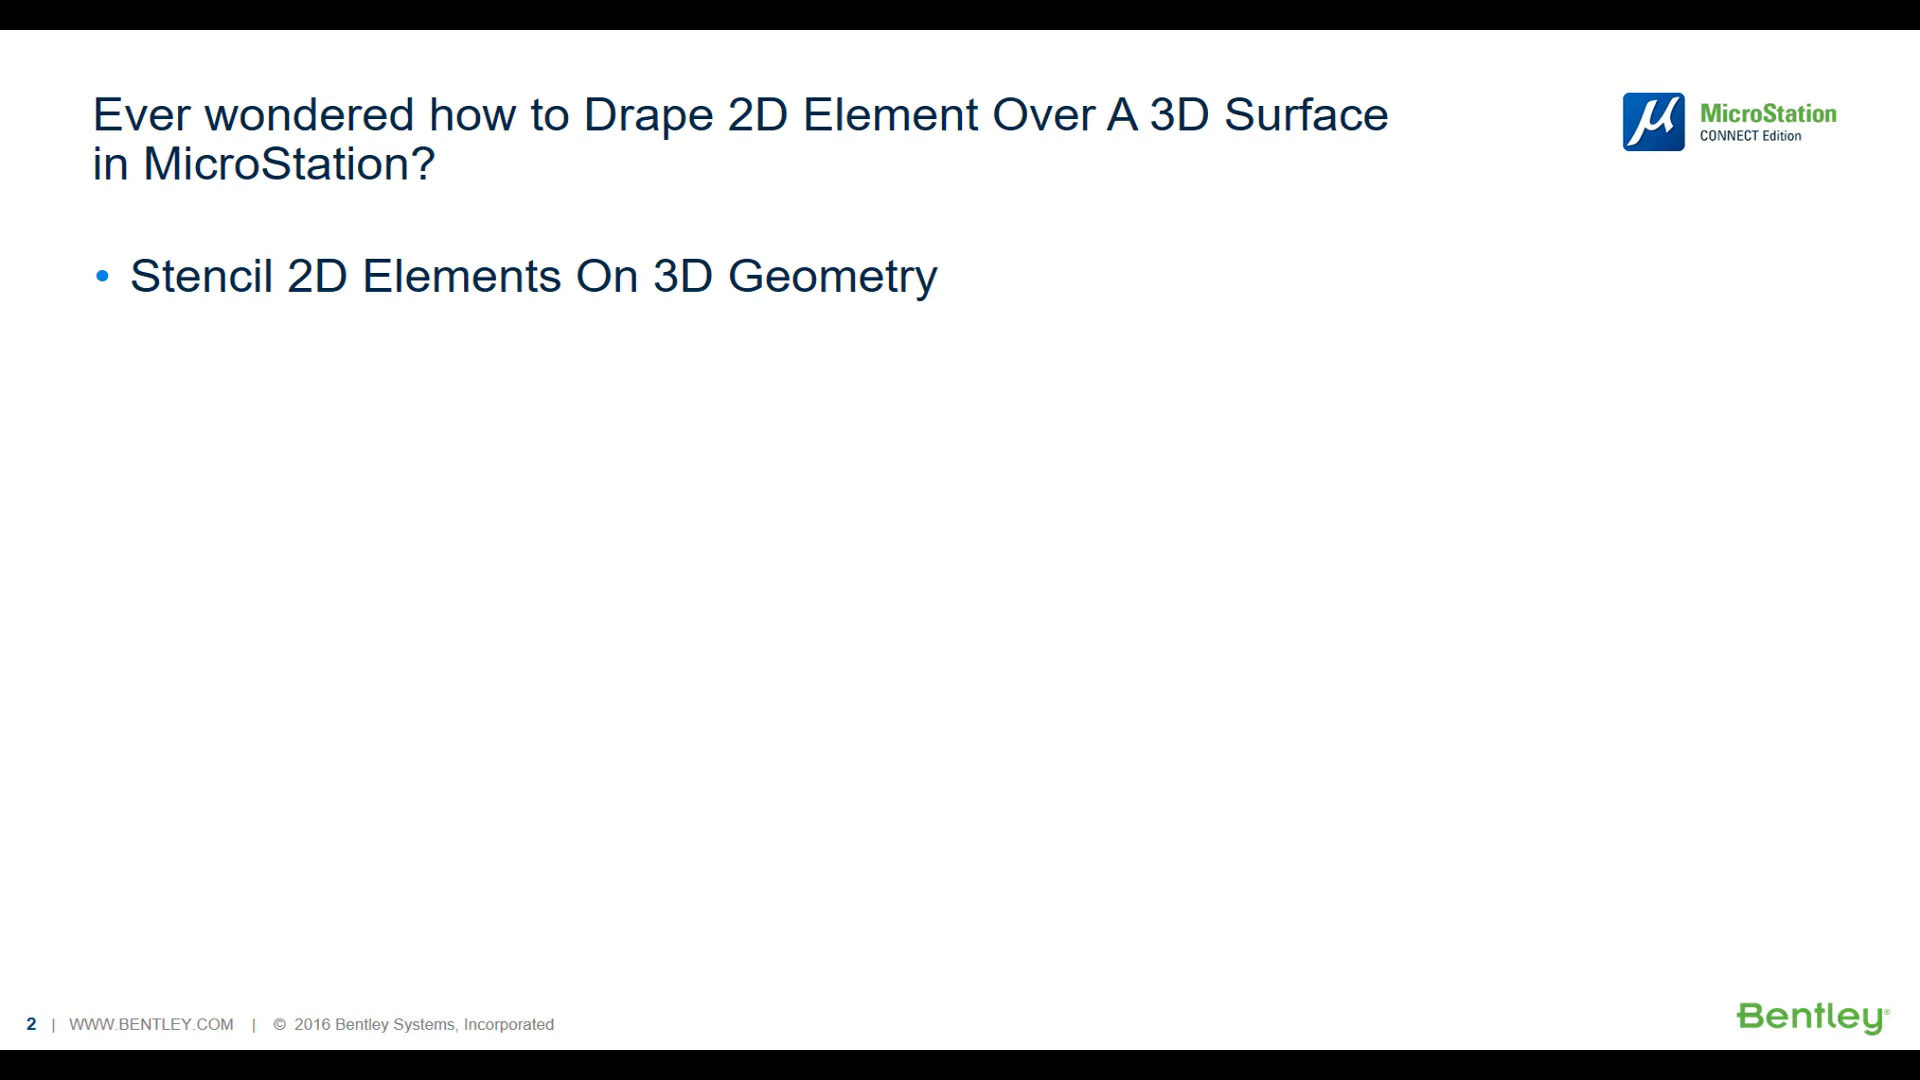 Ever wondered how to Drape 2D Element Over A 3D Surface
in MicroStation?
MicroStation
CONNECT Edition
• Stencil 2D Elements On 3D Geometry
2 | WWW.BENTLEY.COM | © 2016 Bentley Systems, Incorporated
Bentley®